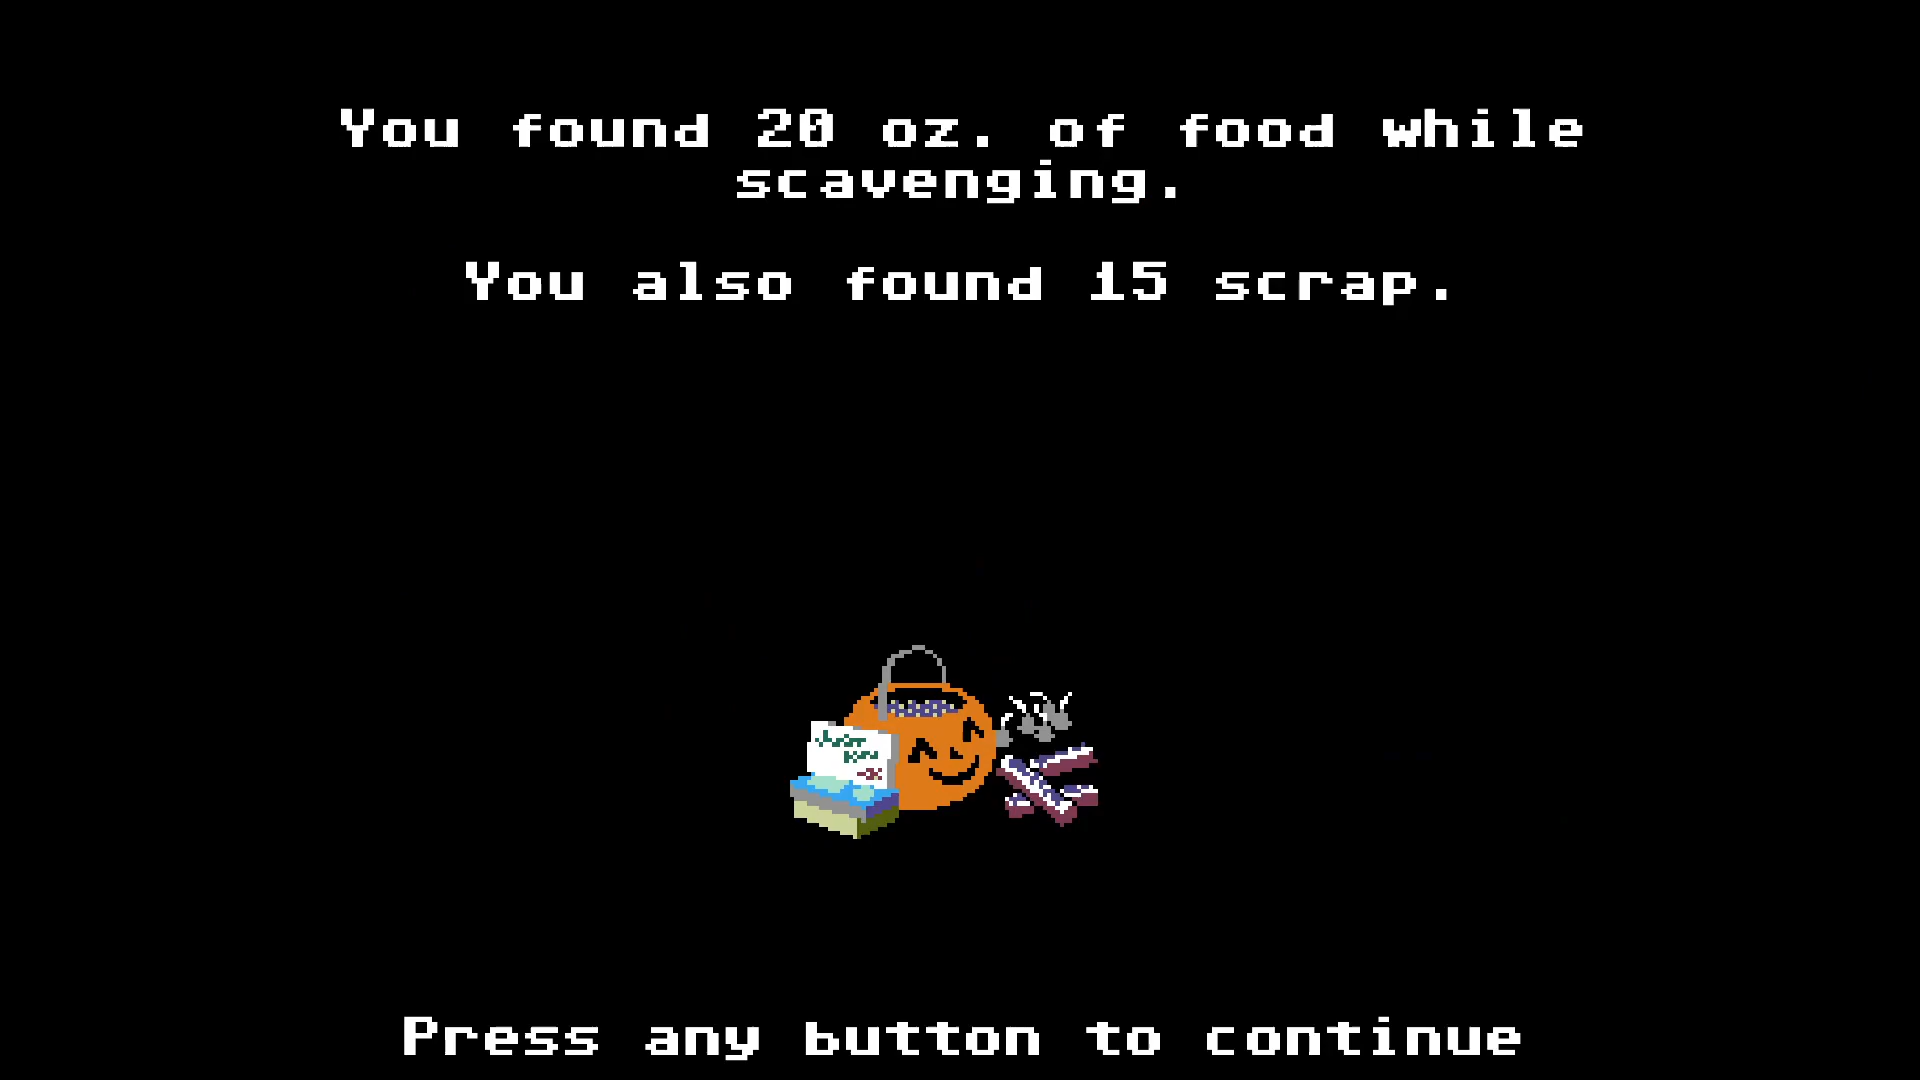 You found 20 oz. of food while
scavenging.
You also found 15 scrap.
Press any button to continue